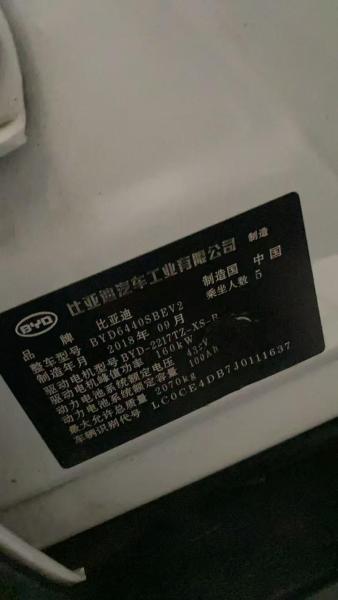 BYD 比亚迪汽车工业有限公司 制造
品 牌 比亚迪 制造国 中国
整车型号 BYD6440SBEV2 乘坐人数 5
制造年月 2018年09月
驱动电机型号 BYD-2217TZ-XS-B
驱动电机峰值功率 160kW
动力电池系统额定电压
动力电池系统额定容量 100Ah
最大允许总质量 2070kg
车辆识别代号 LC0CE4DB7J0111637